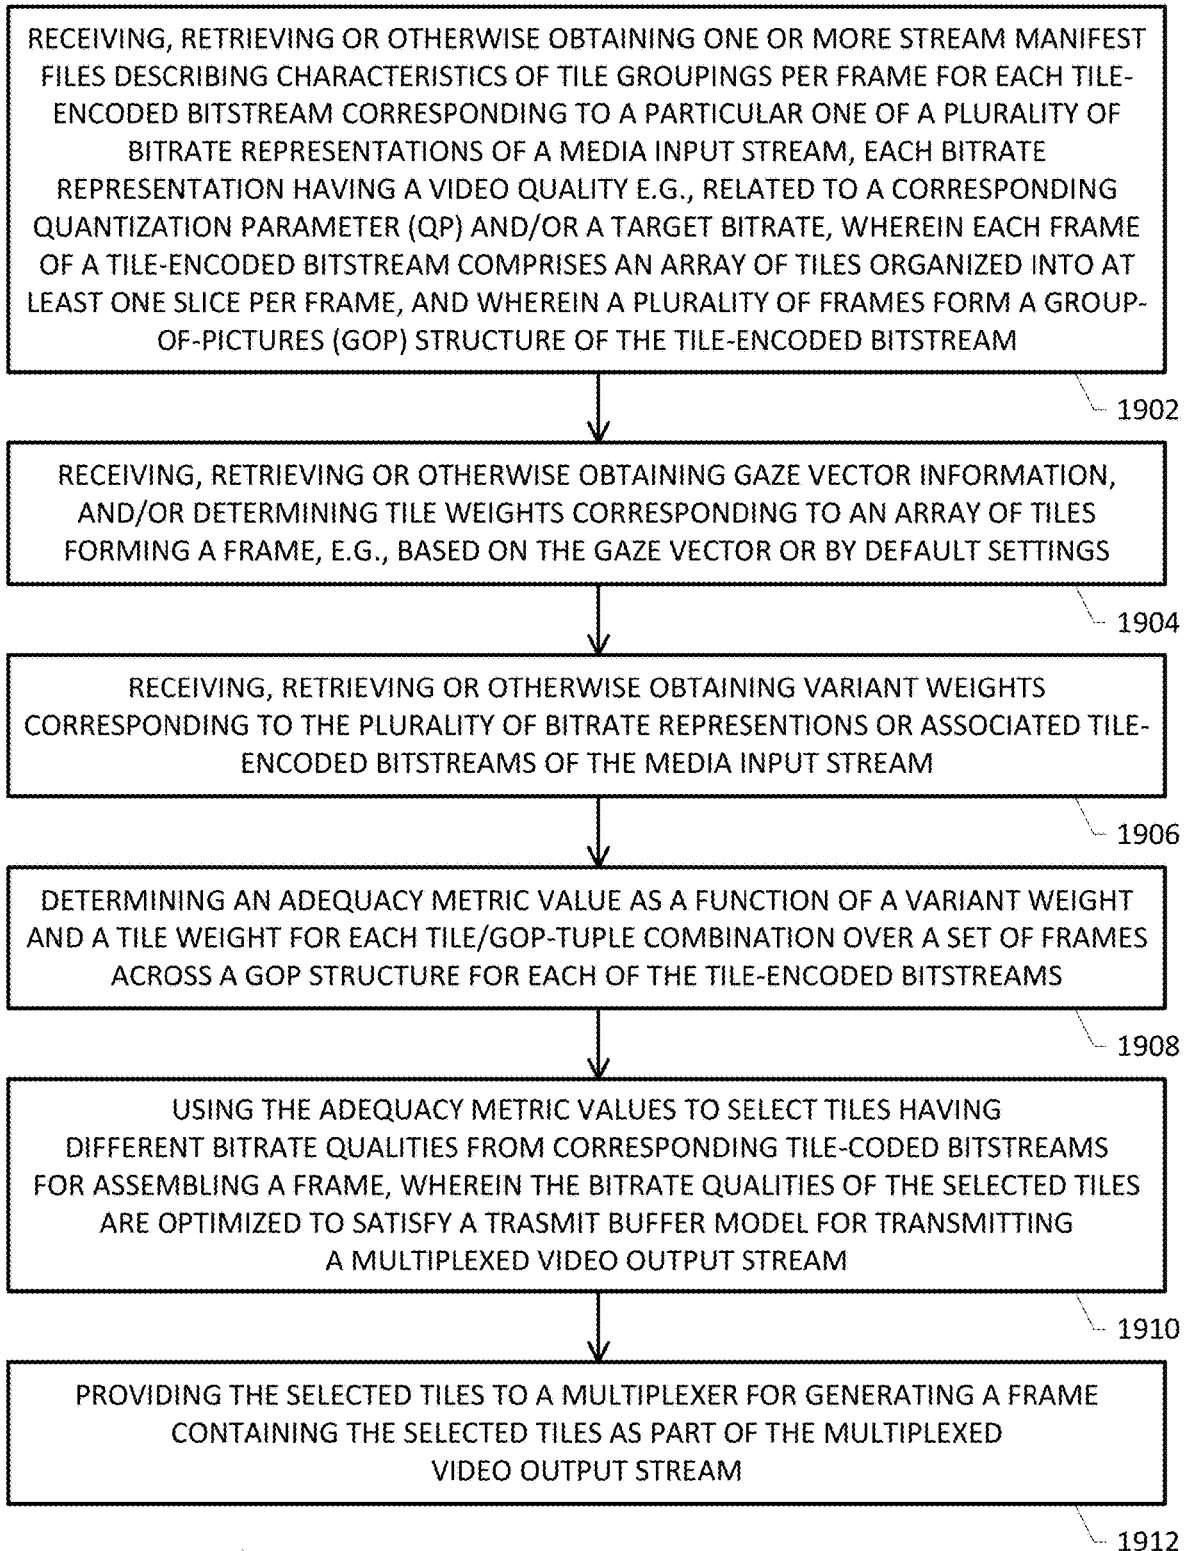 RECEIVING, RETRIEVING OR OTHERWISE OBTAINING ONE OR MORE STREAM MANIFEST
FILES DESCRIBING CHARACTERISTICS OF TILE GROUPINGS PER FRAME FOR EACH TILE-
ENCODED BITSTREAM CORRESPONDING TO A PARTICULAR ONE OF A PLURALITY OF
BITRATE REPRESENTATIONS OF A MEDIA INPUT STREAM, EACH BITRATE
REPRESENTATION HAVING A VIDEO QUALITY E.G., RELATED TO A CORRESPONDING
QUANTIZATION PARAMETER (QP) AND/OR A TARGET BITRATE, WHEREIN EACH FRAME
OF A TILE-ENCODED BITSTREAM COMPRISES AN ARRAY OF TILES ORGANIZED INTO AT
LEAST ONE SLICE PER FRAME, AND WHEREIN A PLURALITY OF FRAMES FORM A GROUP-
OF-PICTURES (GOP) STRUCTURE OF THE TILE-ENCODED BITSTREAM
1902
RECEIVING, RETRIEVING OR OTHERWISE OBTAINING GAZE VECTOR INFORMATION,
AND/OR DETERMINING TILE WEIGHTS CORRESPONDING TO AN ARRAY OF TILES
FORMING A FRAME, E.G., BASED ON THE GAZE VECTOR OR BY DEFAULT SETTINGS
1904
RECEIVING, RETRIEVING OR OTHERWISE OBTAINING VARIANT WEIGHTS
CORRESPONDING TO THE PLURALITY OF BITRATE REPRESENTIONS OR ASSOCIATED TILE-
ENCODED BITSTREAMS OF THE MEDIA INPUT STREAM
1906
DETERMINING AN ADEQUACY METRIC VALUE AS A FUNCTION OF A VARIANT WEIGHT
AND A TILE WEIGHT FOR EACH TILE/GOP-TUPLE COMBINATION OVER A SET OF FRAMES
ACROSS A GOP STRUCTURE FOR EACH OF THE TILE-ENCODED BITSTREAMS
1908
USING THE ADEQUACY METRIC VALUES TO SELECT TILES HAVING
DIFFERENT BITRATE QUALITIES FROM CORRESPONDING TILE-CODED BITSTREAMS
FOR ASSEMBLING A FRAME, WHEREIN THE BITRATE QUALITIES OF THE SELECTED TILES
ARE OPTIMIZED TO SATISFY A TRASMIT BUFFER MODEL FOR TRANSMITTING
A MULTIPLEXED VIDEO OUTPUT STREAM
1910
PROVIDING THE SELECTED TILES TO A MULTIPLEXER FOR GENERATING A FRAME
CONTAINING THE SELECTED TILES AS PART OF THE MULTIPLEXED
VIDEO OUTPUT STREAM
1912